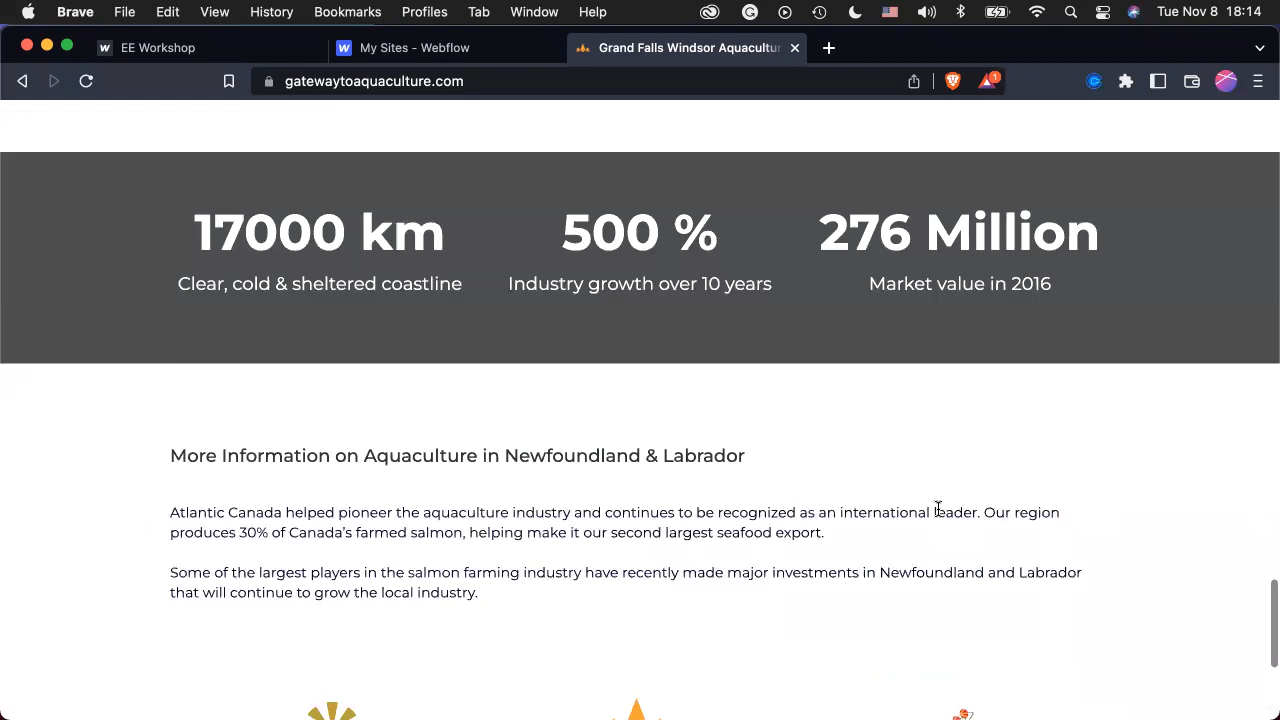 Brave File Edit View History Bookmarks Profiles Tab Window Help Tue Nov 8 18:14
EE Workshop My Sites - Webflow Grand Falls Windsor Aquacultur
gatewaytoaquaculture.com 1
17000 km 500 % 276 Million
Clear, cold & sheltered coastline Industry growth over 10 years Market value in 2016
More Information on Aquaculture in Newfoundland & Labrador
Atlantic Canada helped pioneer the aquaculture industry and continues to be recognized as an international leader. Our region
produces 30% of Canada's farmed salmon, helping make it our second largest seafood export.
Some of the largest players in the salmon farming industry have recently made major investments in Newfoundland and Labrador
that will continue to grow the local industry.